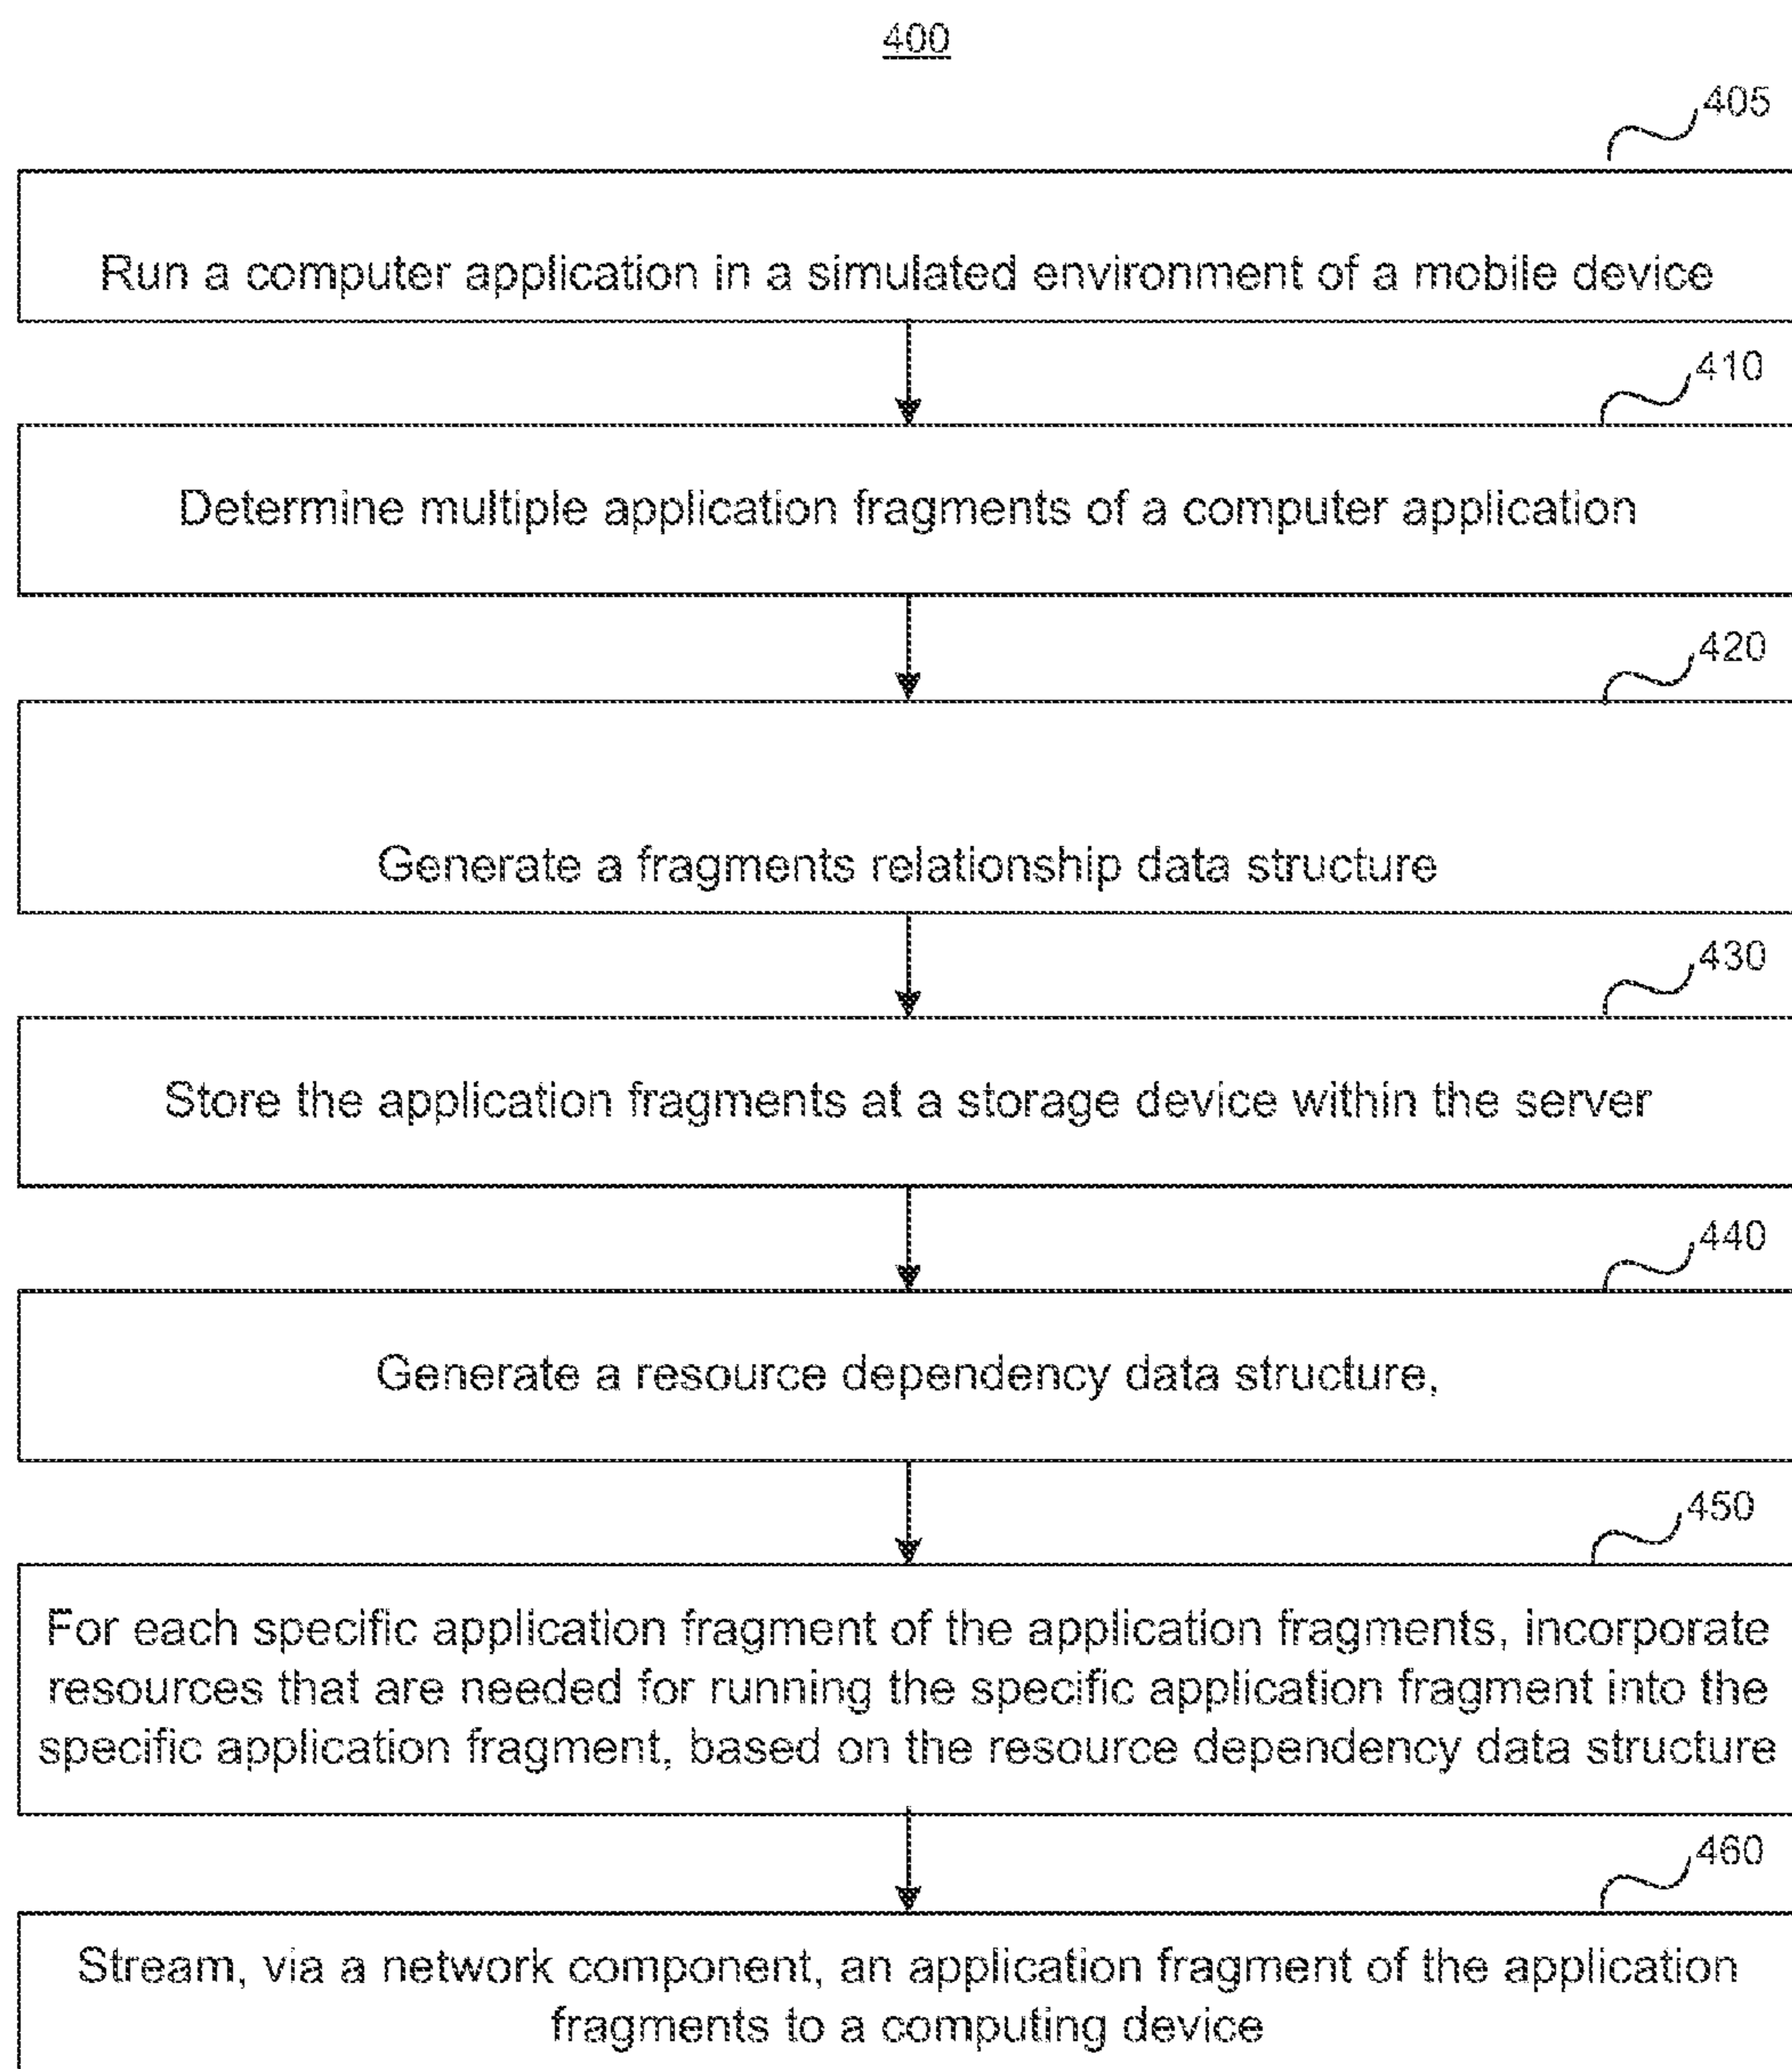 400
405
Run a computer application in a simulated environment of a mobile device
410
Determine multiple application fragments of a computer application
420
Generate a fragments relationship data structure
430
Store the application fragments at a storage device within the server
440
Generate a resource dependency data structure,
450
For each specific application fragment of the application fragments, incorporate
resources that are needed for running the specific application fragment into the
specific application fragment, based on the resource dependency data structure
460
Stream, via a network component, an application fragment of the application
fragments to a computing device